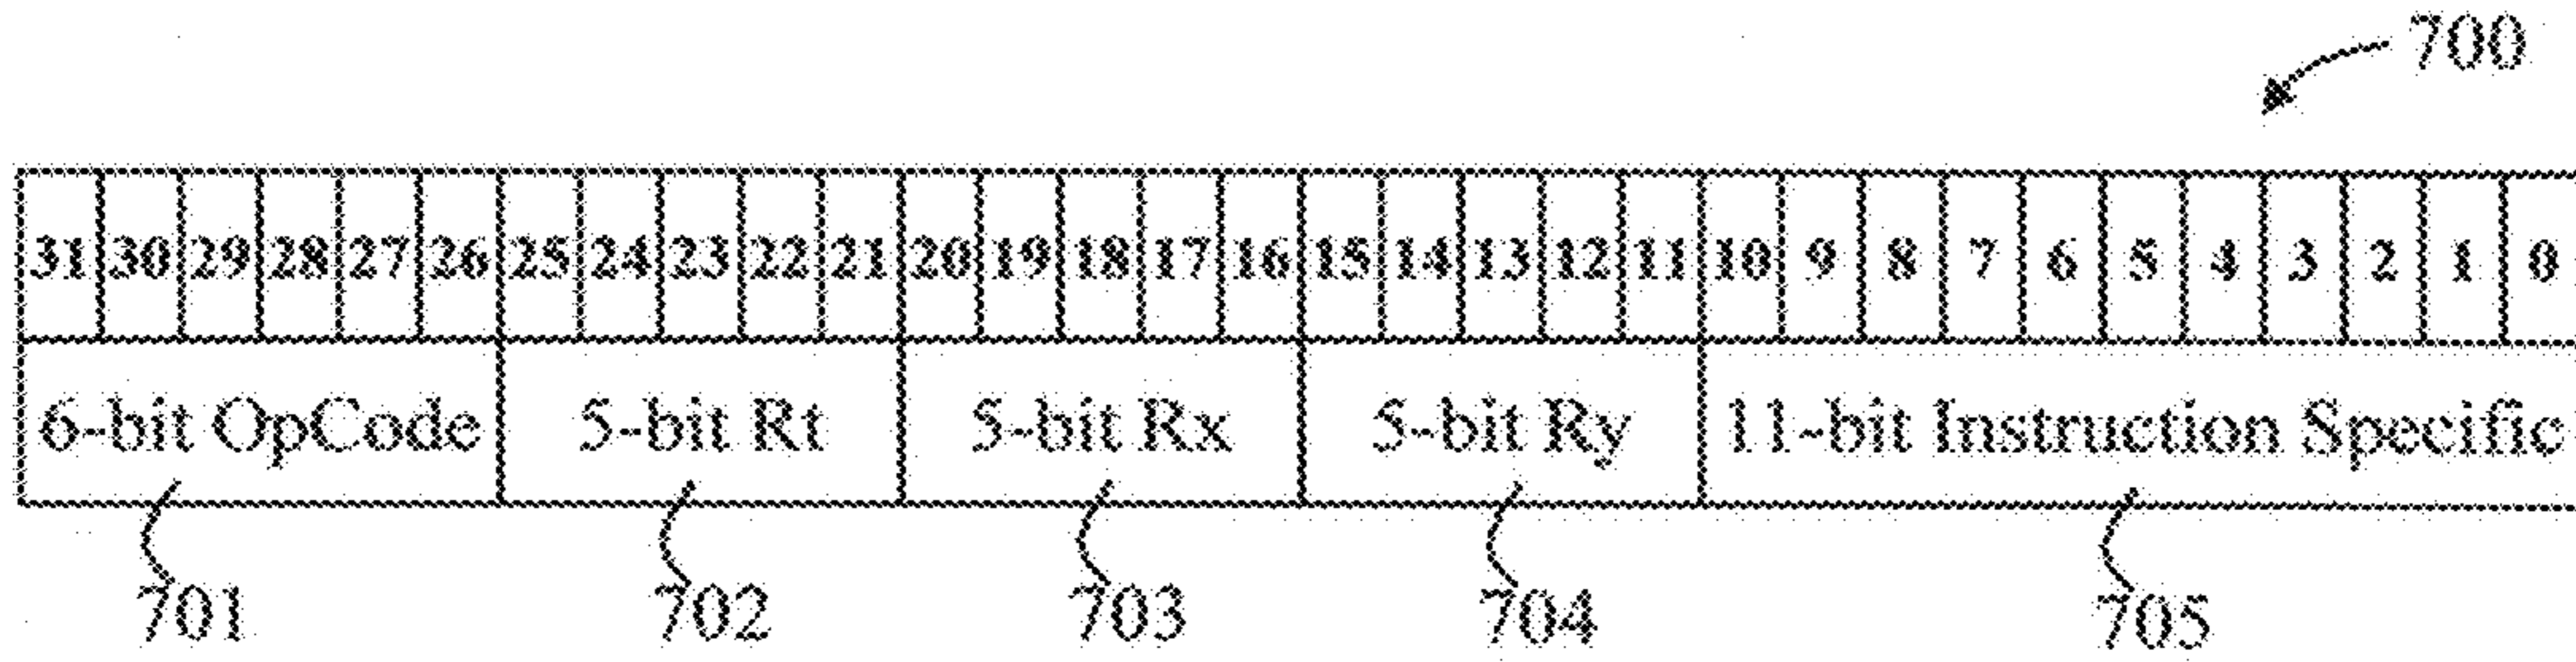 700
31 30 29 28 27 26 25 24 23 22 21 20 19 18 17 16 15 14 13 12 11 10 9 8 7 6 5 4 3 2 1 0
6-bit OpCode 5-bit Rt 5-bit Rx 5-bit Ry 11-bit Instruction Specific
701 702 703 704 705